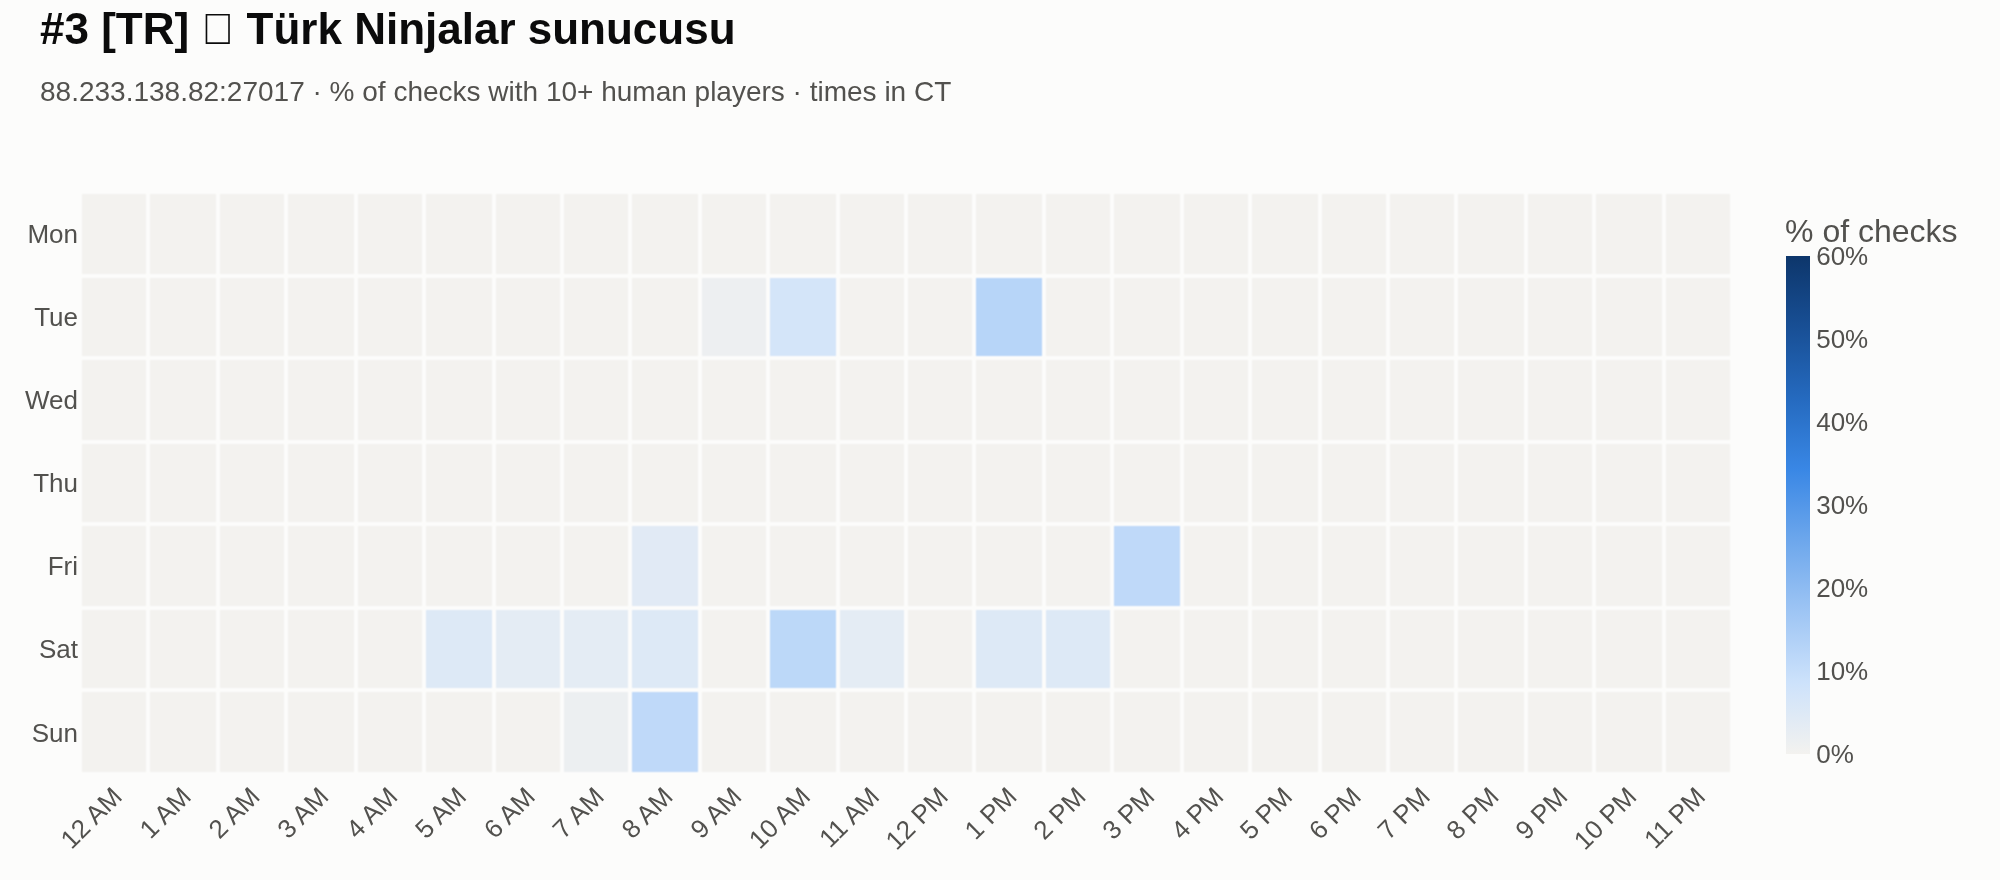 #3 [TR] □ Türk Ninjalar sunucusu
88.233.138.82:27017 · % of checks with 10+ human players · times in CT
% of checks
60%
50%
40%
30%
20%
10%
0%
Mon
Tue
Wed
Thu
Fri
Sat
Sun
12 AM 1 AM 2 AM 3 AM 4 AM 5 AM 6 AM 7 AM 8 AM 9 AM 10 AM 11 AM 12 PM 1 PM 2 PM 3 PM 4 PM 5 PM 6 PM 7 PM 8 PM 9 PM 10 PM 11 PM